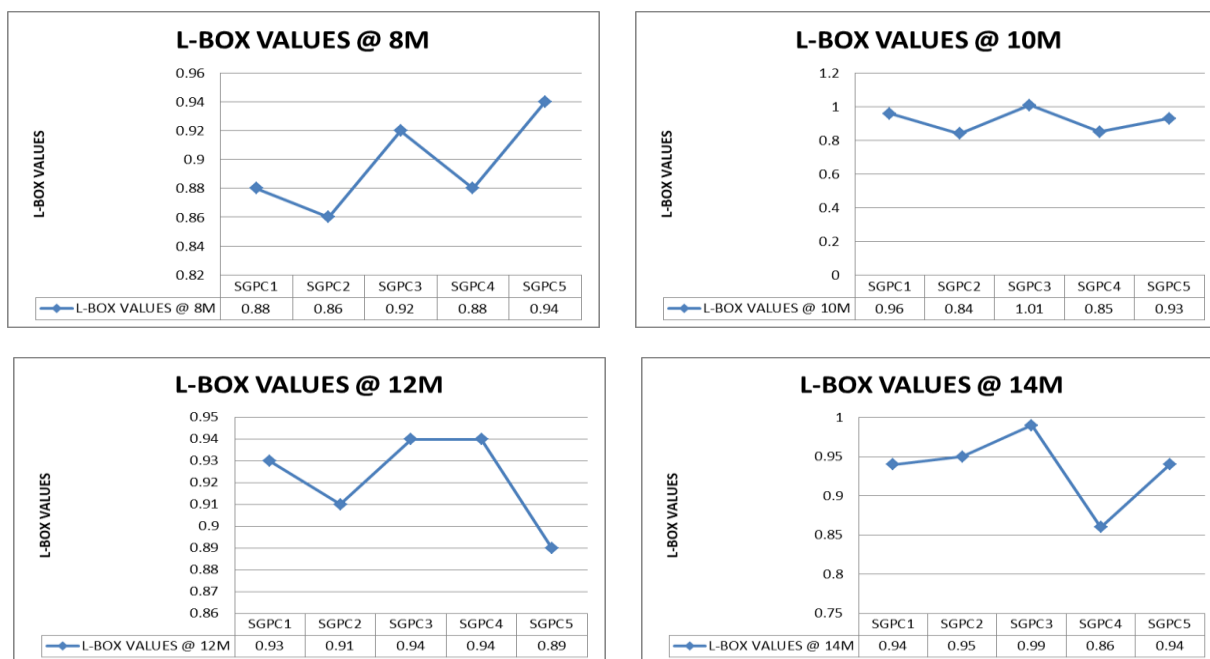 L-BOX VALUES @ 8M
L-BOX VALUES
0.96
0.94
0.92
0.9
0.88
0.86
0.84
0.82
SGPC1 SGPC2 SGPC3 SGPC4 SGPC5
L-BOX VALUES @ 8M 0.88 0.86 0.92 0.88 0.94
L-BOX VALUES @ 10M
L-BOX VALUES
1.2
1
0.8
0.6
0.4
0.2
0
SGPC1 SGPC2 SGPC3 SGPC4 SGPC5
L-BOX VALUES @ 10M 0.96 0.84 1.01 0.85 0.93
L-BOX VALUES @ 12M
L-BOX VALUES
0.95
0.94
0.93
0.92
0.91
0.9
0.89
0.88
0.87
0.86
SGPC1 SGPC2 SGPC3 SGPC4 SGPC5
L-BOX VALUES @ 12M 0.93 0.91 0.94 0.94 0.89
L-BOX VALUES @ 14M
L-BOX VALUES
1
0.95
0.9
0.85
0.8
0.75
SGPC1 SGPC2 SGPC3 SGPC4 SGPC5
L-BOX VALUES @ 14M 0.94 0.95 0.99 0.86 0.94